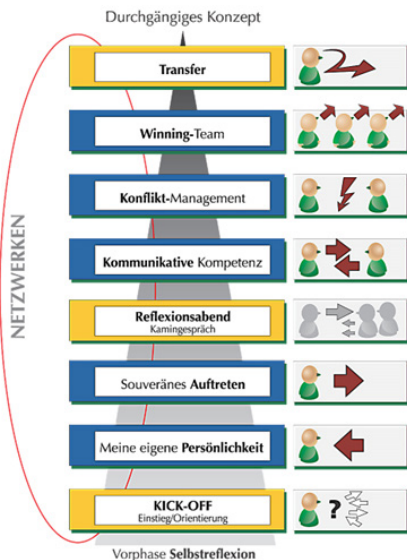 Durchgängiges Konzept
Transfer
Winning-Team
Konflikt-Management
Kommunikative Kompetenz
Reflexionsabend
Kamingespräch
Souveränes Auftreten
Meine eigene Persönlichkeit
KICK-OFF
Einstieg/Orientierung
?
Vorphase Selbstreflexion
NETZWERKEN